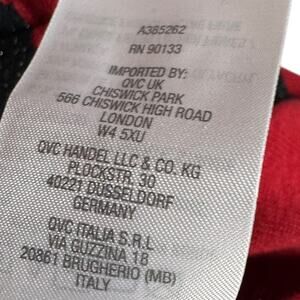 A385262
RN 90133
IMPORTED BY:
QVC UK
CHISWICK PARK
566 CHISWICK HIGH ROAD
LONDON
W4 5XU
QVC HANDEL LLC & CO. KG
PLOCKSTR. 30
40221 DUSSELDORF
GERMANY
QVC ITALIA S.R.L
VIA GUZZINA 18
20861 BRUGHERIO (MB)
ITALY